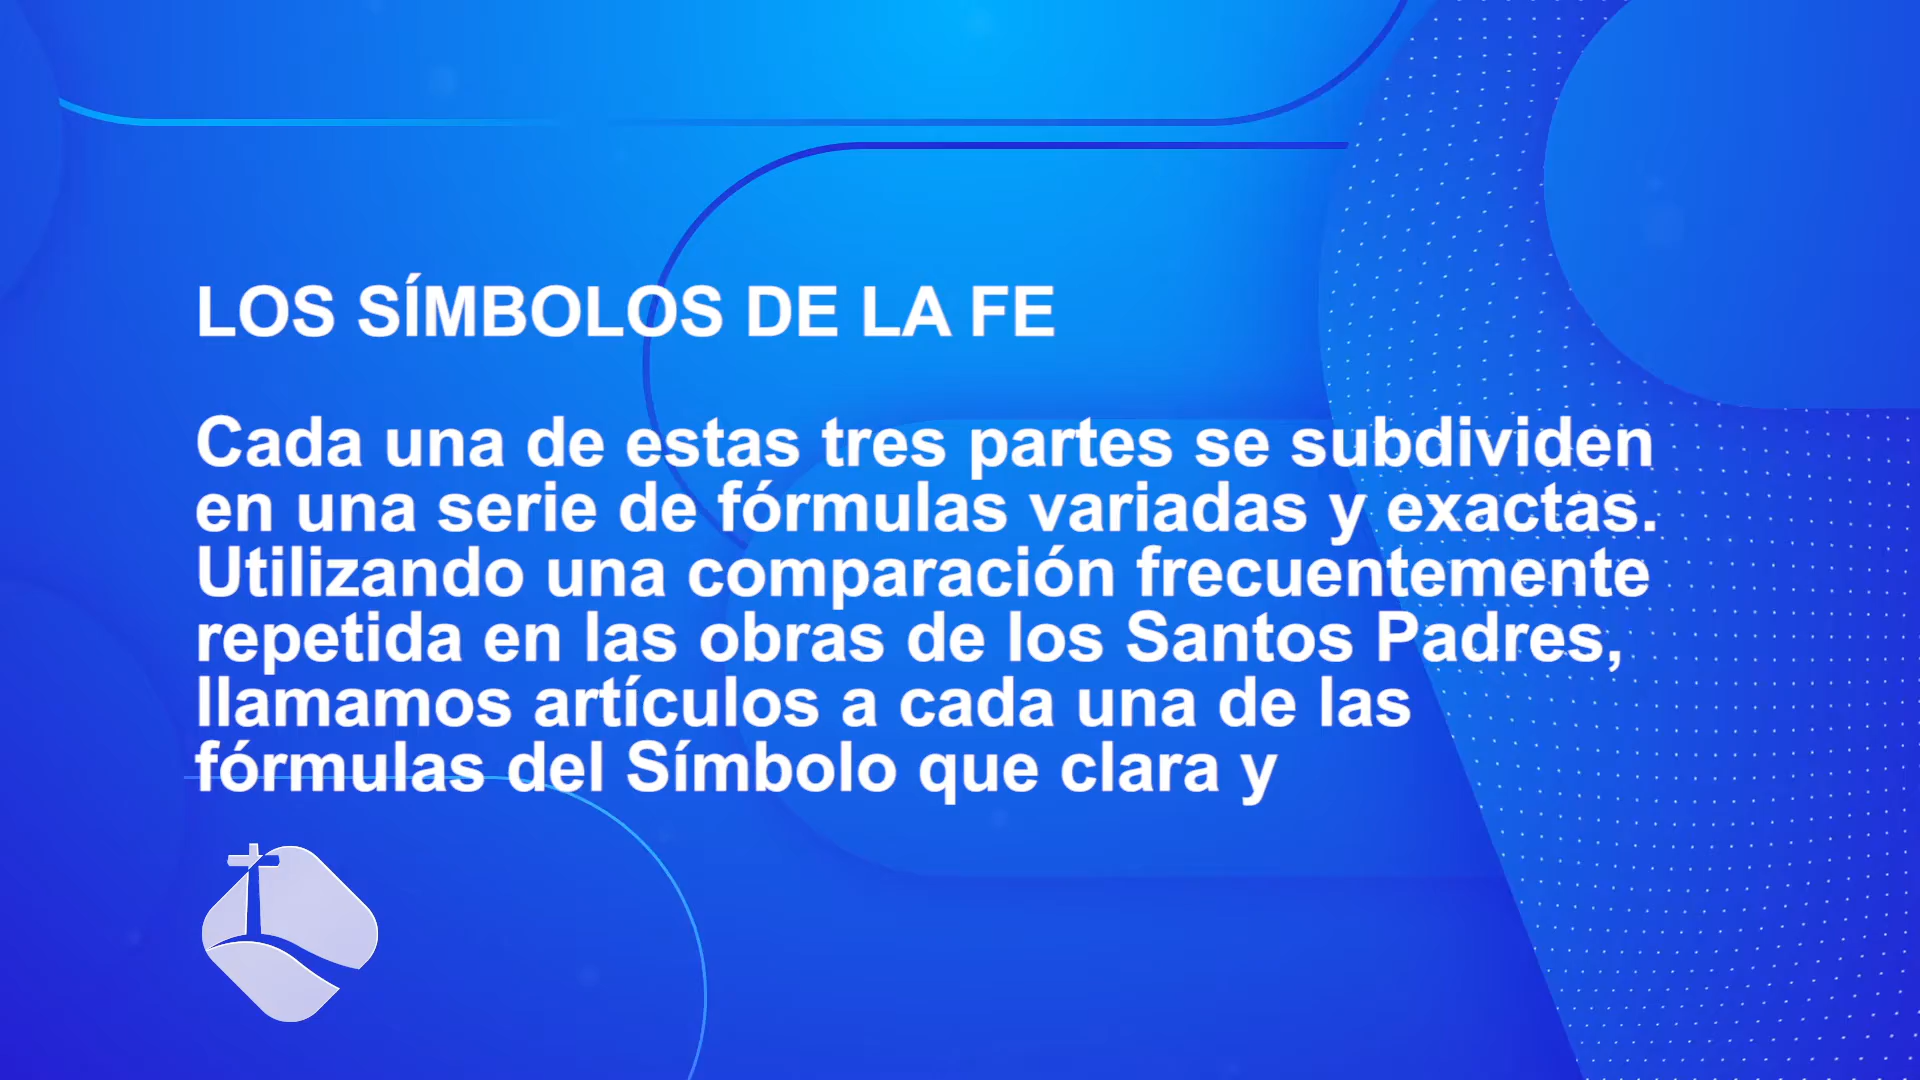 LOS SÍMBOLOS DE LA FE
Cada una de estas tres partes se subdividen
en una serie de fórmulas variadas y exactas.
Utilizando una comparación frecuentemente
repetida en las obras de los Santos Padres,
llamamos artículos a cada una de las
fórmulas del Símbolo que clara y